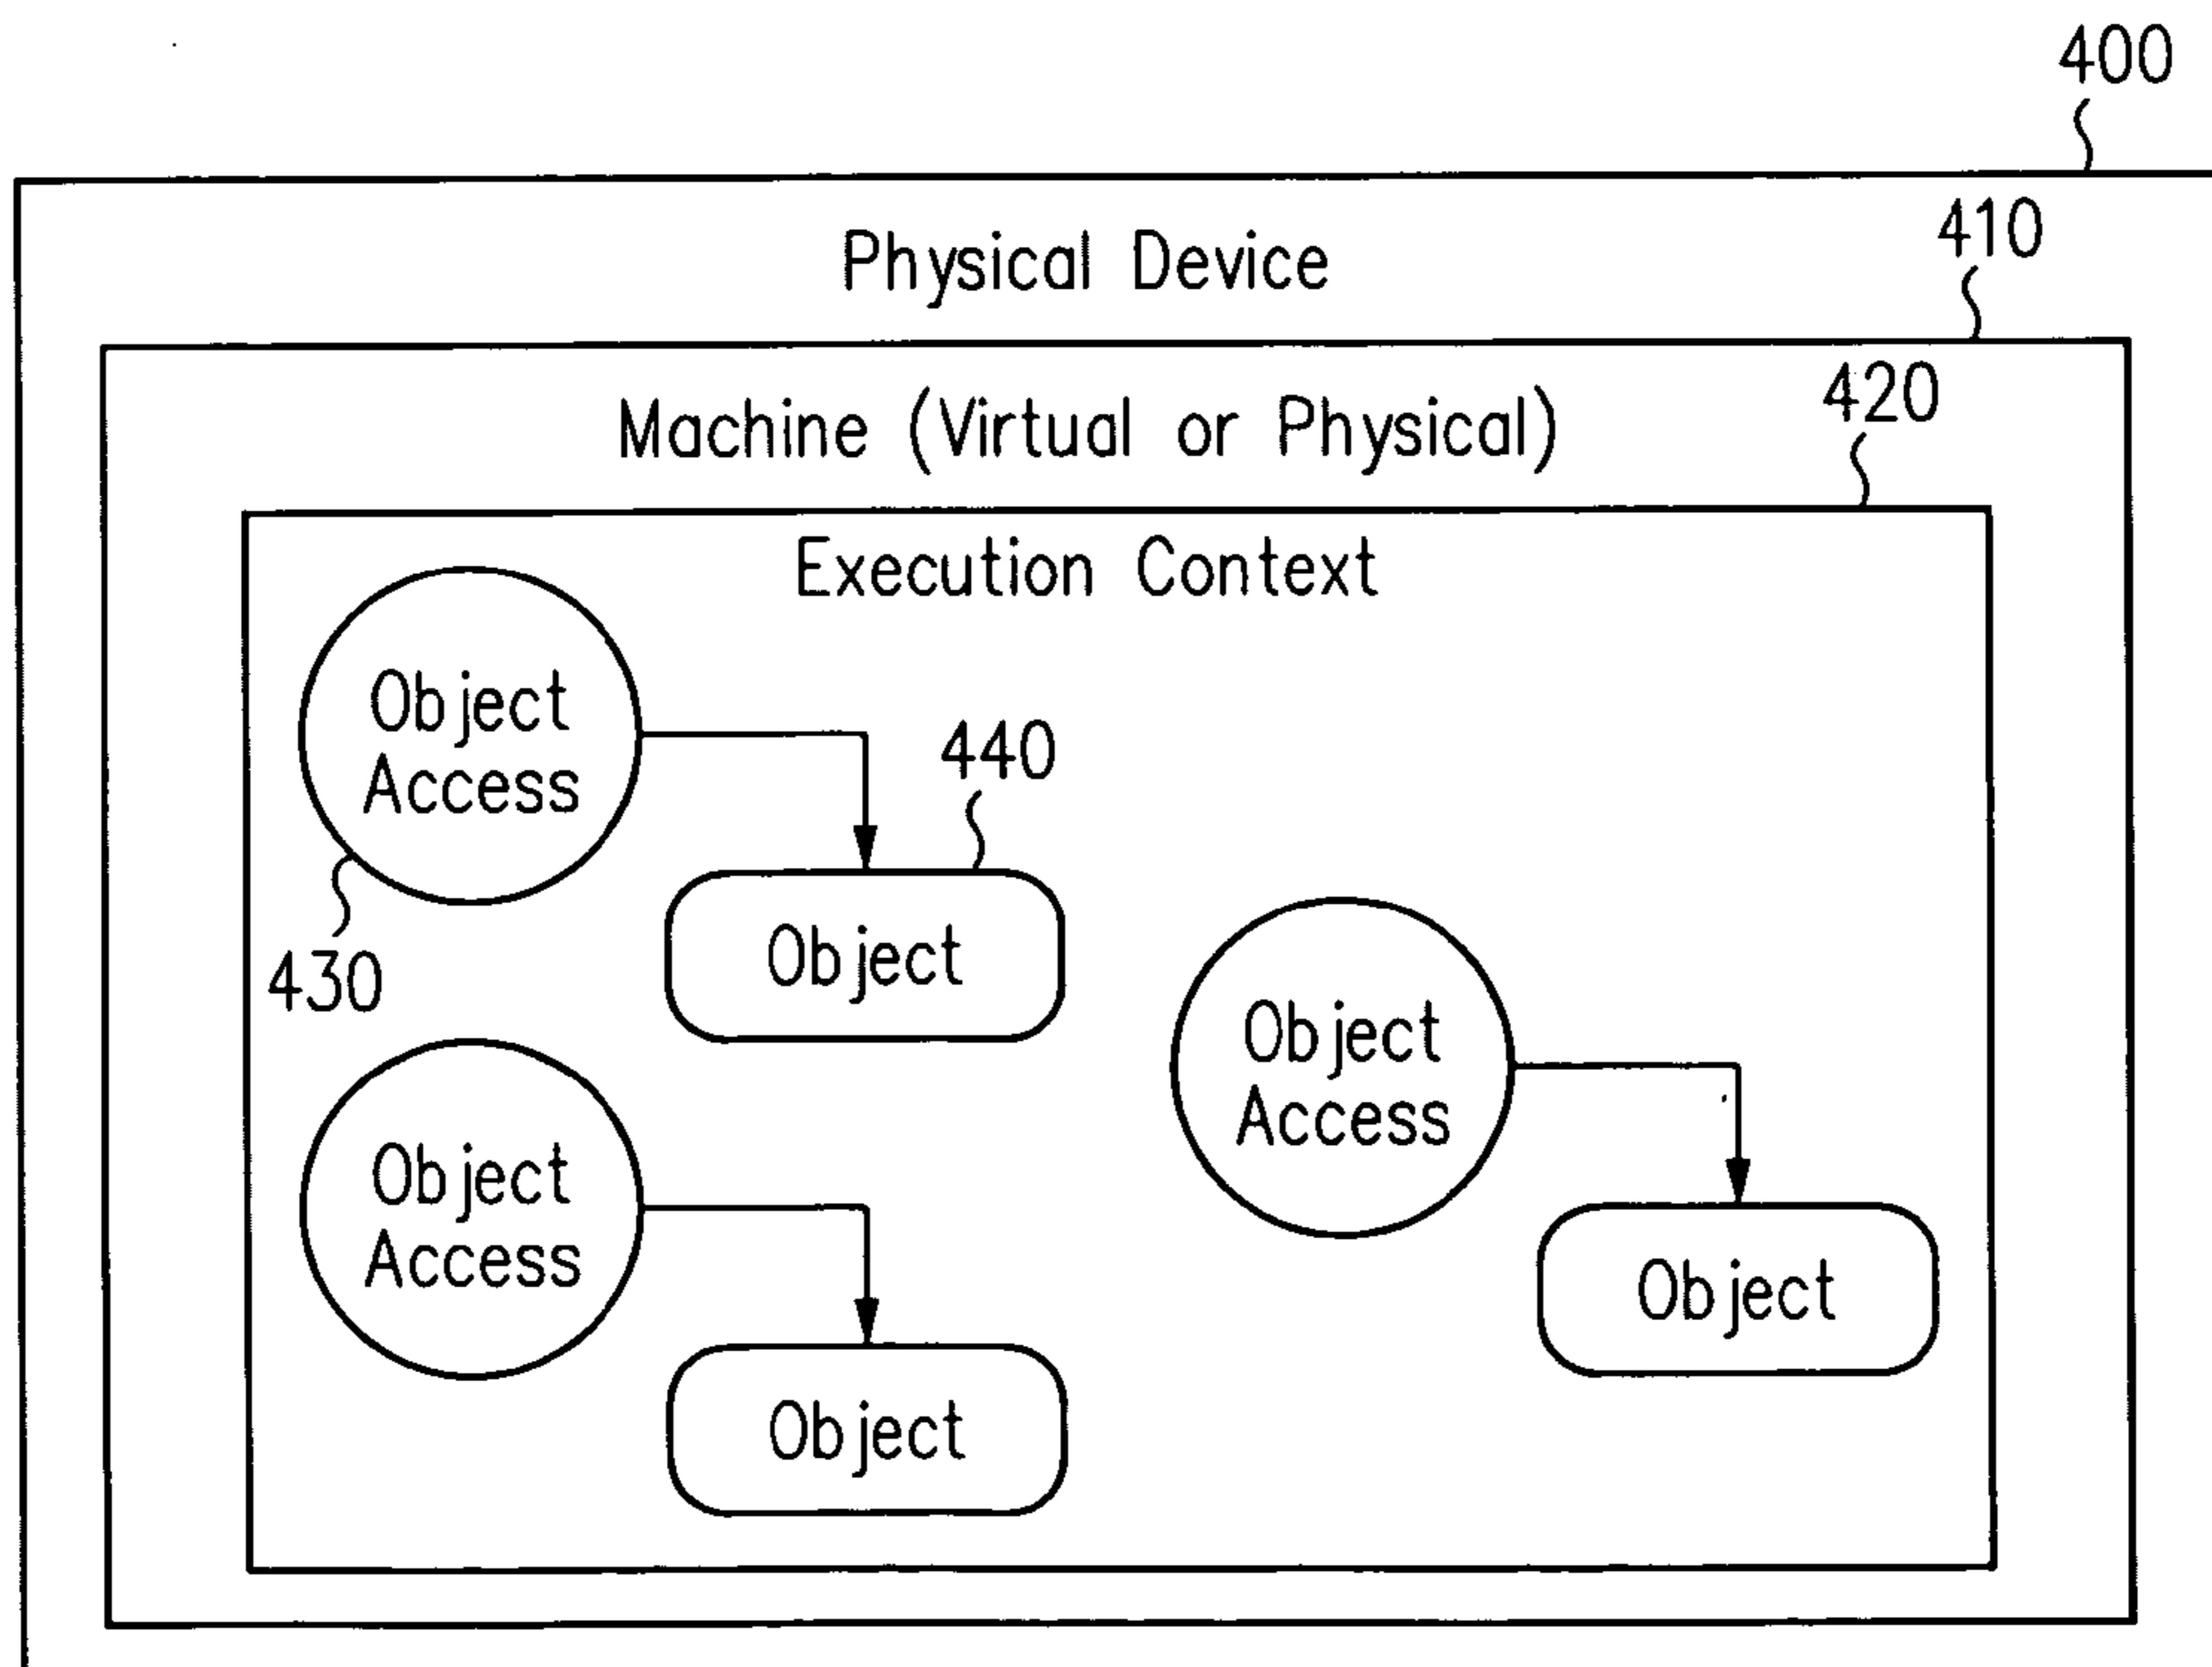 400
Physical Device
410
Machine (Virtual or Physical)
420
Execution Context
Object
Access
430
440
Object
Object
Access
Object
Object
Access
Object